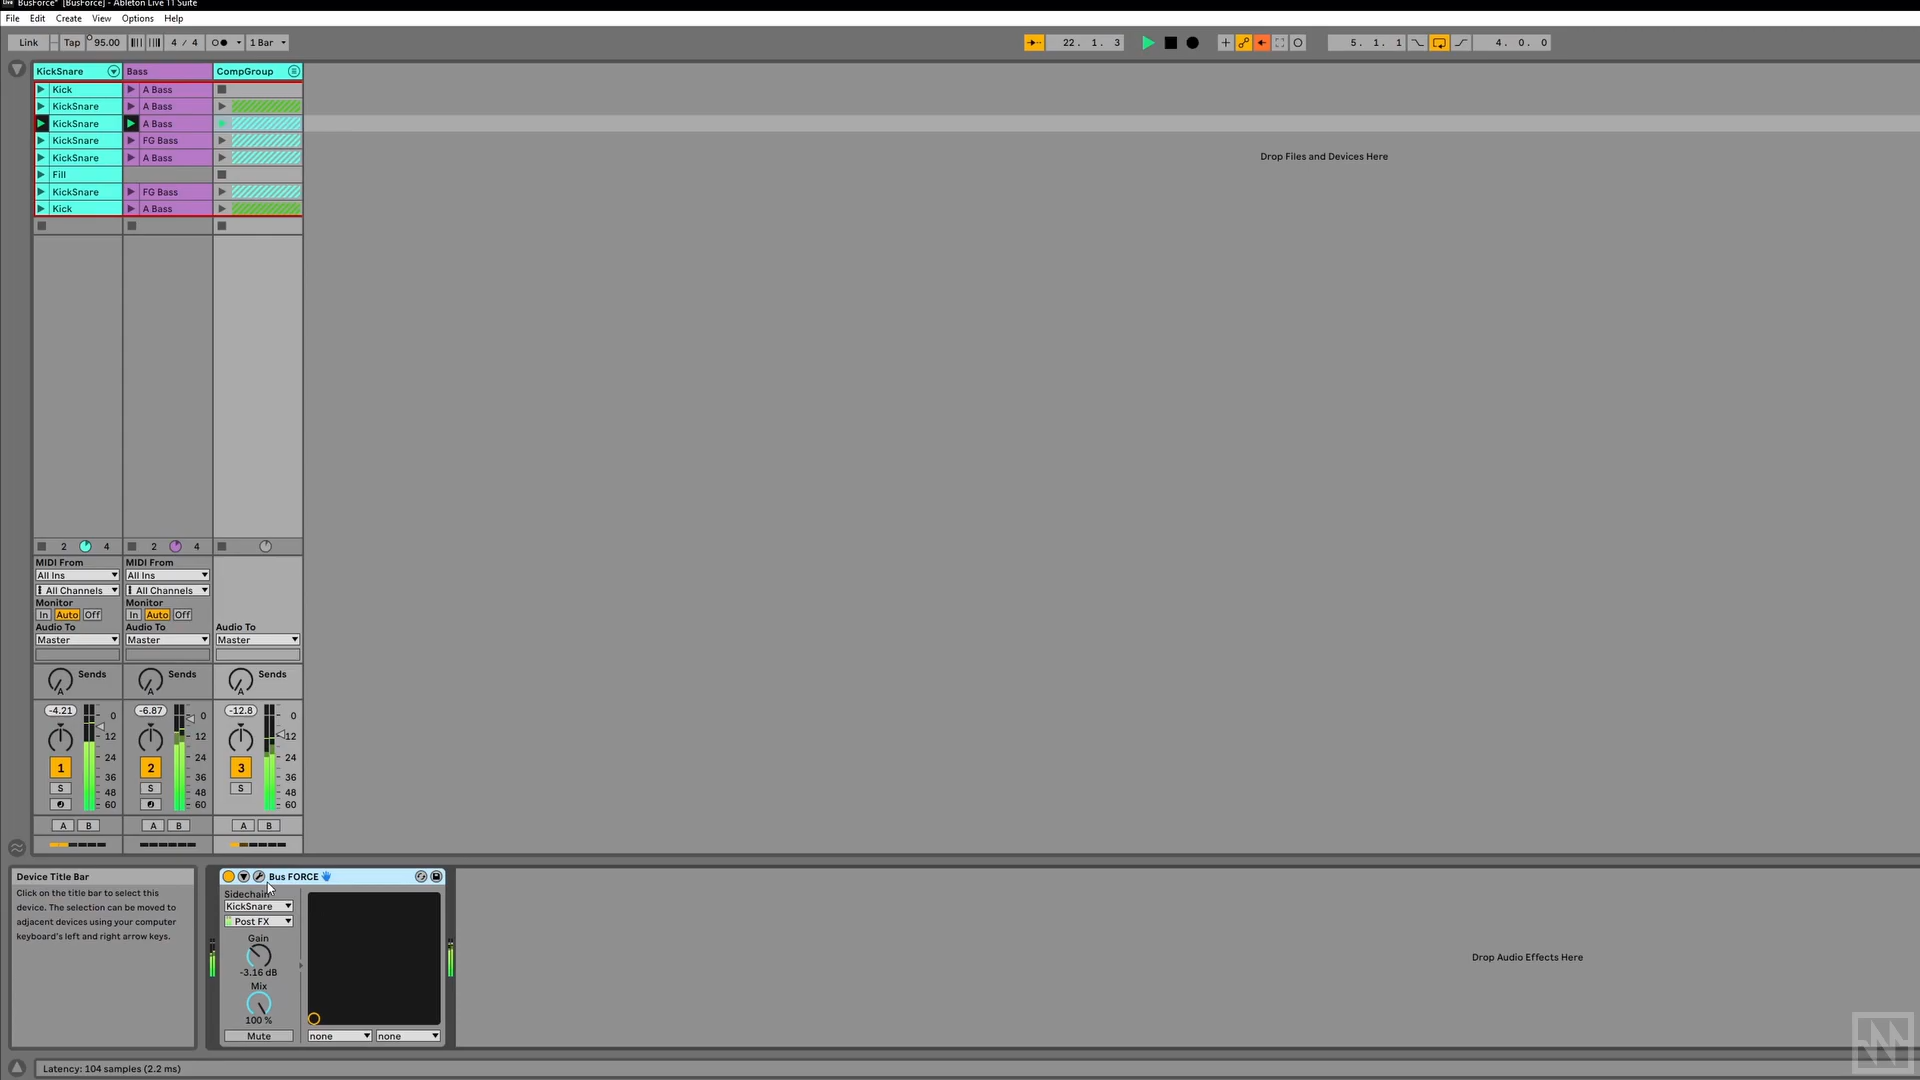 BusForce* [BusForce] - Ableton Live 11 Suite
File Edit Create View Options Help
Link Tap 95.00 4 / 4 1 Bar 22. 1. 3 5. 1. 1 4. 0. 0
KickSnare Bass CompGroup
Kick A Bass
KickSnare A Bass
KickSnare A Bass
KickSnare FG Bass
KickSnare A Bass
Fill
KickSnare FG Bass
Kick A Bass
Drop Files and Devices Here
2 4 2 4
MIDI From MIDI From
All Ins All Ins
All Channels All Channels
Monitor Monitor
In Auto Off In Auto Off
Audio To Audio To Audio To
Master Master Master
Sends Sends Sends
A A A
-4.21 0 -6.87 0 -12.8 0
12 12 12
24 24 24
1 36 2 36 3 36
S 48 S 48 S 48
60 60 60
A B A B A B
Device Title Bar
Click on the title bar to select this
device. The selection can be moved to
adjacent devices using your computer
keyboard's left and right arrow keys.
Bus FORCE
Sidechain
KickSnare
Post FX
Gain
-3.16 dB
Mix
100 %
Mute none none
Drop Audio Effects Here
Latency: 104 samples (2.2 ms)